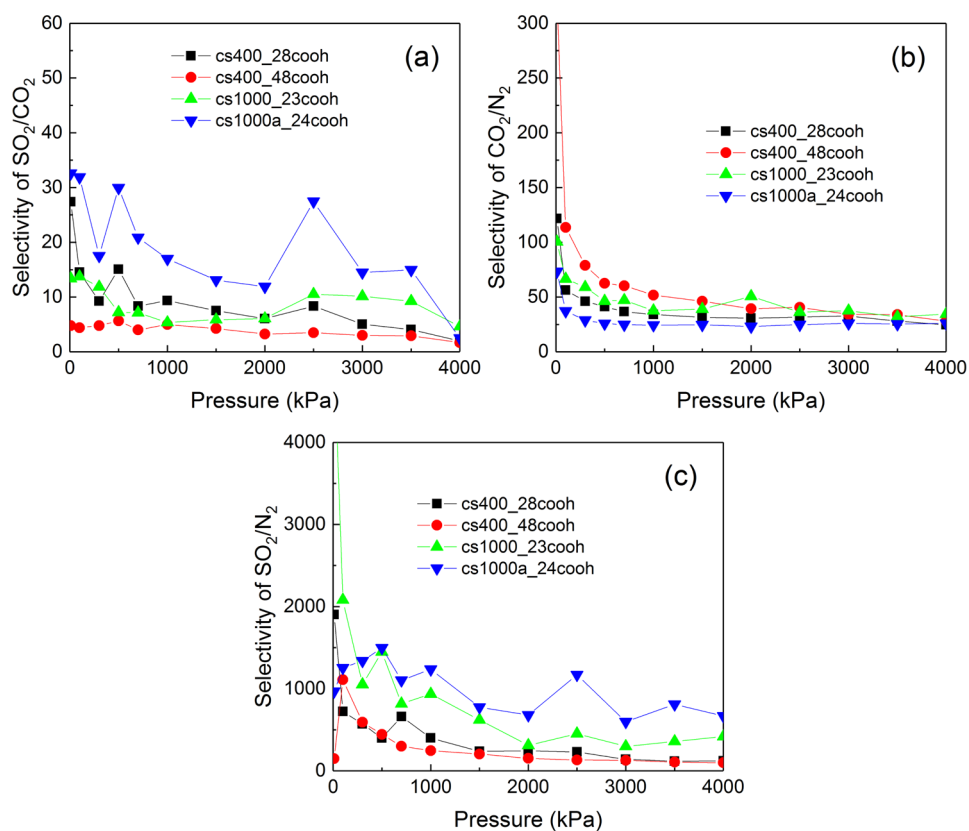 (a)
cs400_28cooh
cs400_48cooh
cs1000_23cooh
cs1000a_24cooh
Selectivity of SO₂/CO₂
60
50
40
30
20
10
0
0 1000 2000 3000 4000
Pressure (kPa)
(b)
cs400_28cooh
cs400_48cooh
cs1000_23cooh
cs1000a_24cooh
Selectivity of CO₂/N₂
300
250
200
150
100
50
0
0 1000 2000 3000 4000
Pressure (kPa)
(c)
cs400_28cooh
cs400_48cooh
cs1000_23cooh
cs1000a_24cooh
Selectivity of SO₂/N₂
4000
3000
2000
1000
0
0 1000 2000 3000 4000
Pressure (kPa)